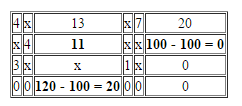 4 x 13 x 7 20
x 4 11 x x 100 - 100 = 0
3 x x 1 x 0
0 0 120 - 100 = 20 0 0 0